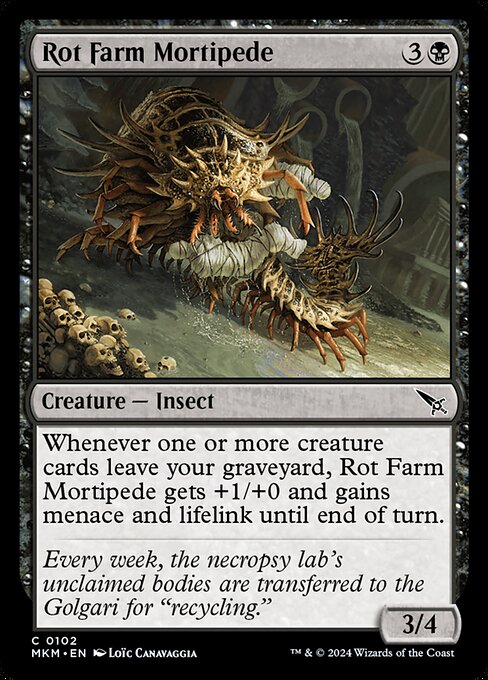 Rot Farm Mortipede 3
Creature — Insect
Whenever one or more creature
cards leave your graveyard, Rot Farm
Mortipede gets +1/+0 and gains
menace and lifelink until end of turn.
Every week, the necropsy lab's
unclaimed bodies are transferred to the
Golgari for “recycling.”
3/4
C 0102
MKM • EN Loïc Canavaggia
™ & © 2024 Wizards of the Coast